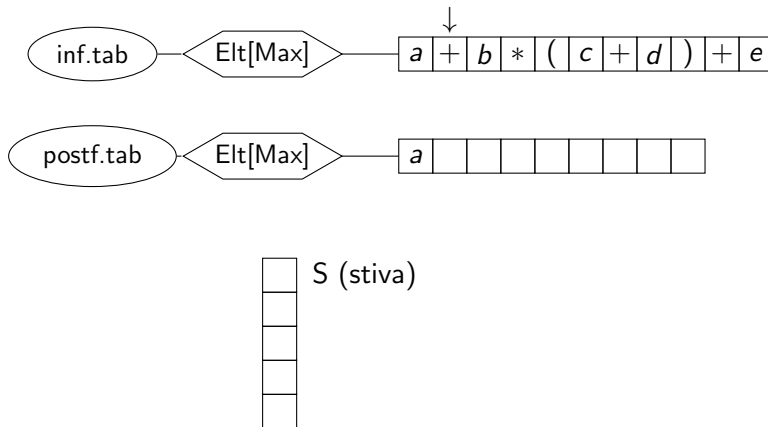 ↓
inf.tab Elt[Max] a + b * ( c + d ) + e
postf.tab Elt[Max] a
S (stiva)